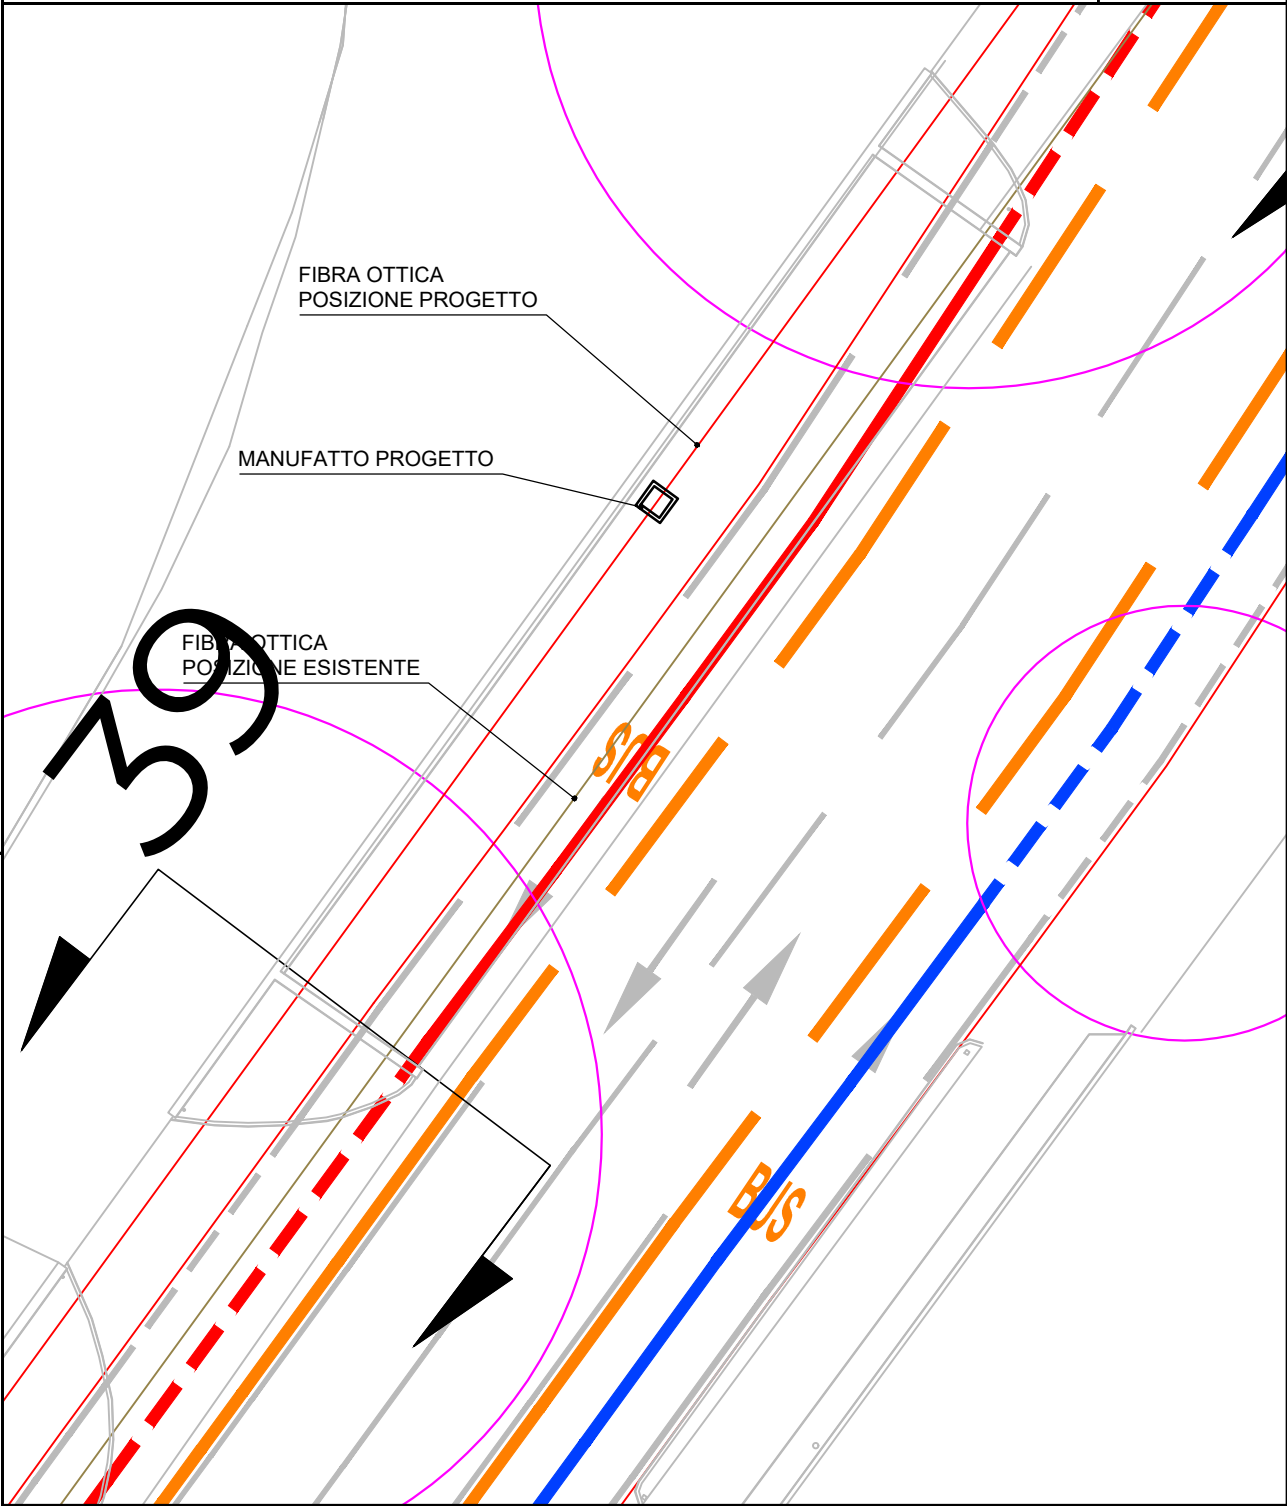 FIBRA OTTICA
POSIZIONE PROGETTO
MANUFATTO PROGETTO
39
FIBRA OTTICA
POSIZIONE ESISTENTE
BUS
BUS